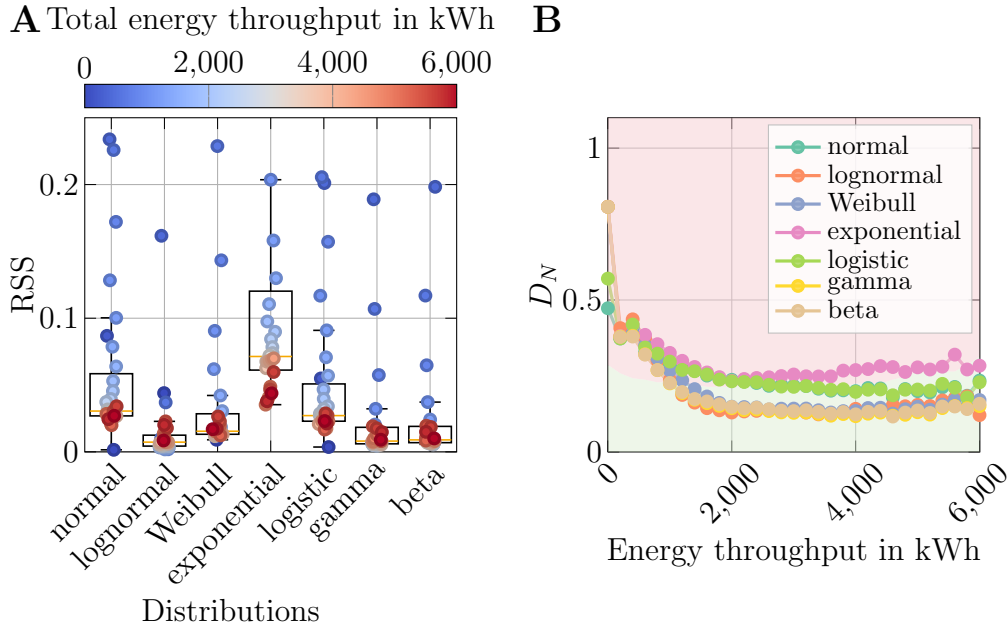 A Total energy throughput in kWh
0 2,000 4,000 6,000
RSS
0.2
0.1
0
normal
lognormal
Weibull
exponential
logistic
gamma
beta
Distributions
B
D_N
1
0.5
0
normal
lognormal
Weibull
exponential
logistic
gamma
beta
0 2,000 4,000 6,000
Energy throughput in kWh